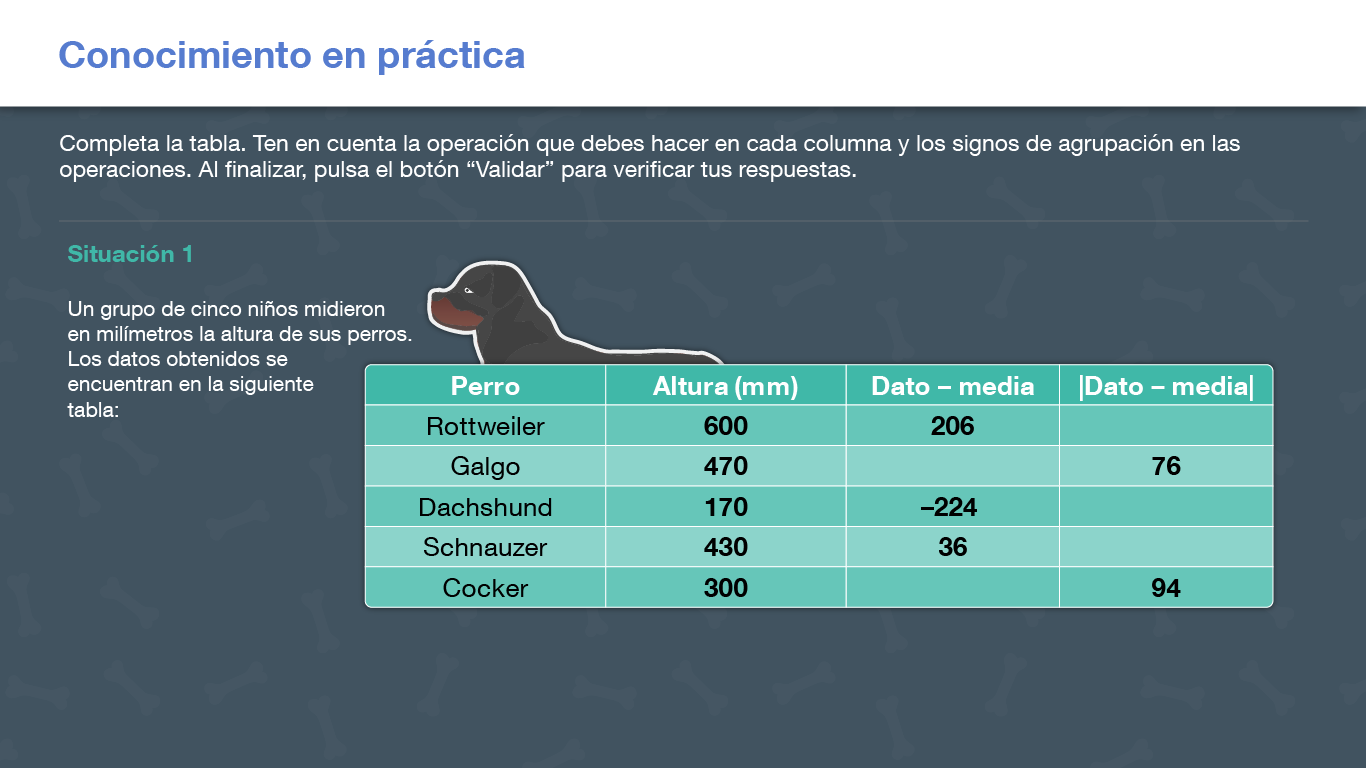 Conocimiento en práctica
Completa la tabla. Ten en cuenta la operación que debes hacer en cada columna y los signos de agrupación en las
operaciones. Al finalizar, pulsa el botón “Validar” para verificar tus respuestas.
Situación 1
Un grupo de cinco niños midieron
en milímetros la altura de sus perros.
Los datos obtenidos se
encuentran en la siguiente
tabla:
Perro Altura (mm) Dato – media |Dato – media|
Rottweiler 600 206
Galgo 470 76
Dachshund 170 –224
Schnauzer 430 36
Cocker 300 94